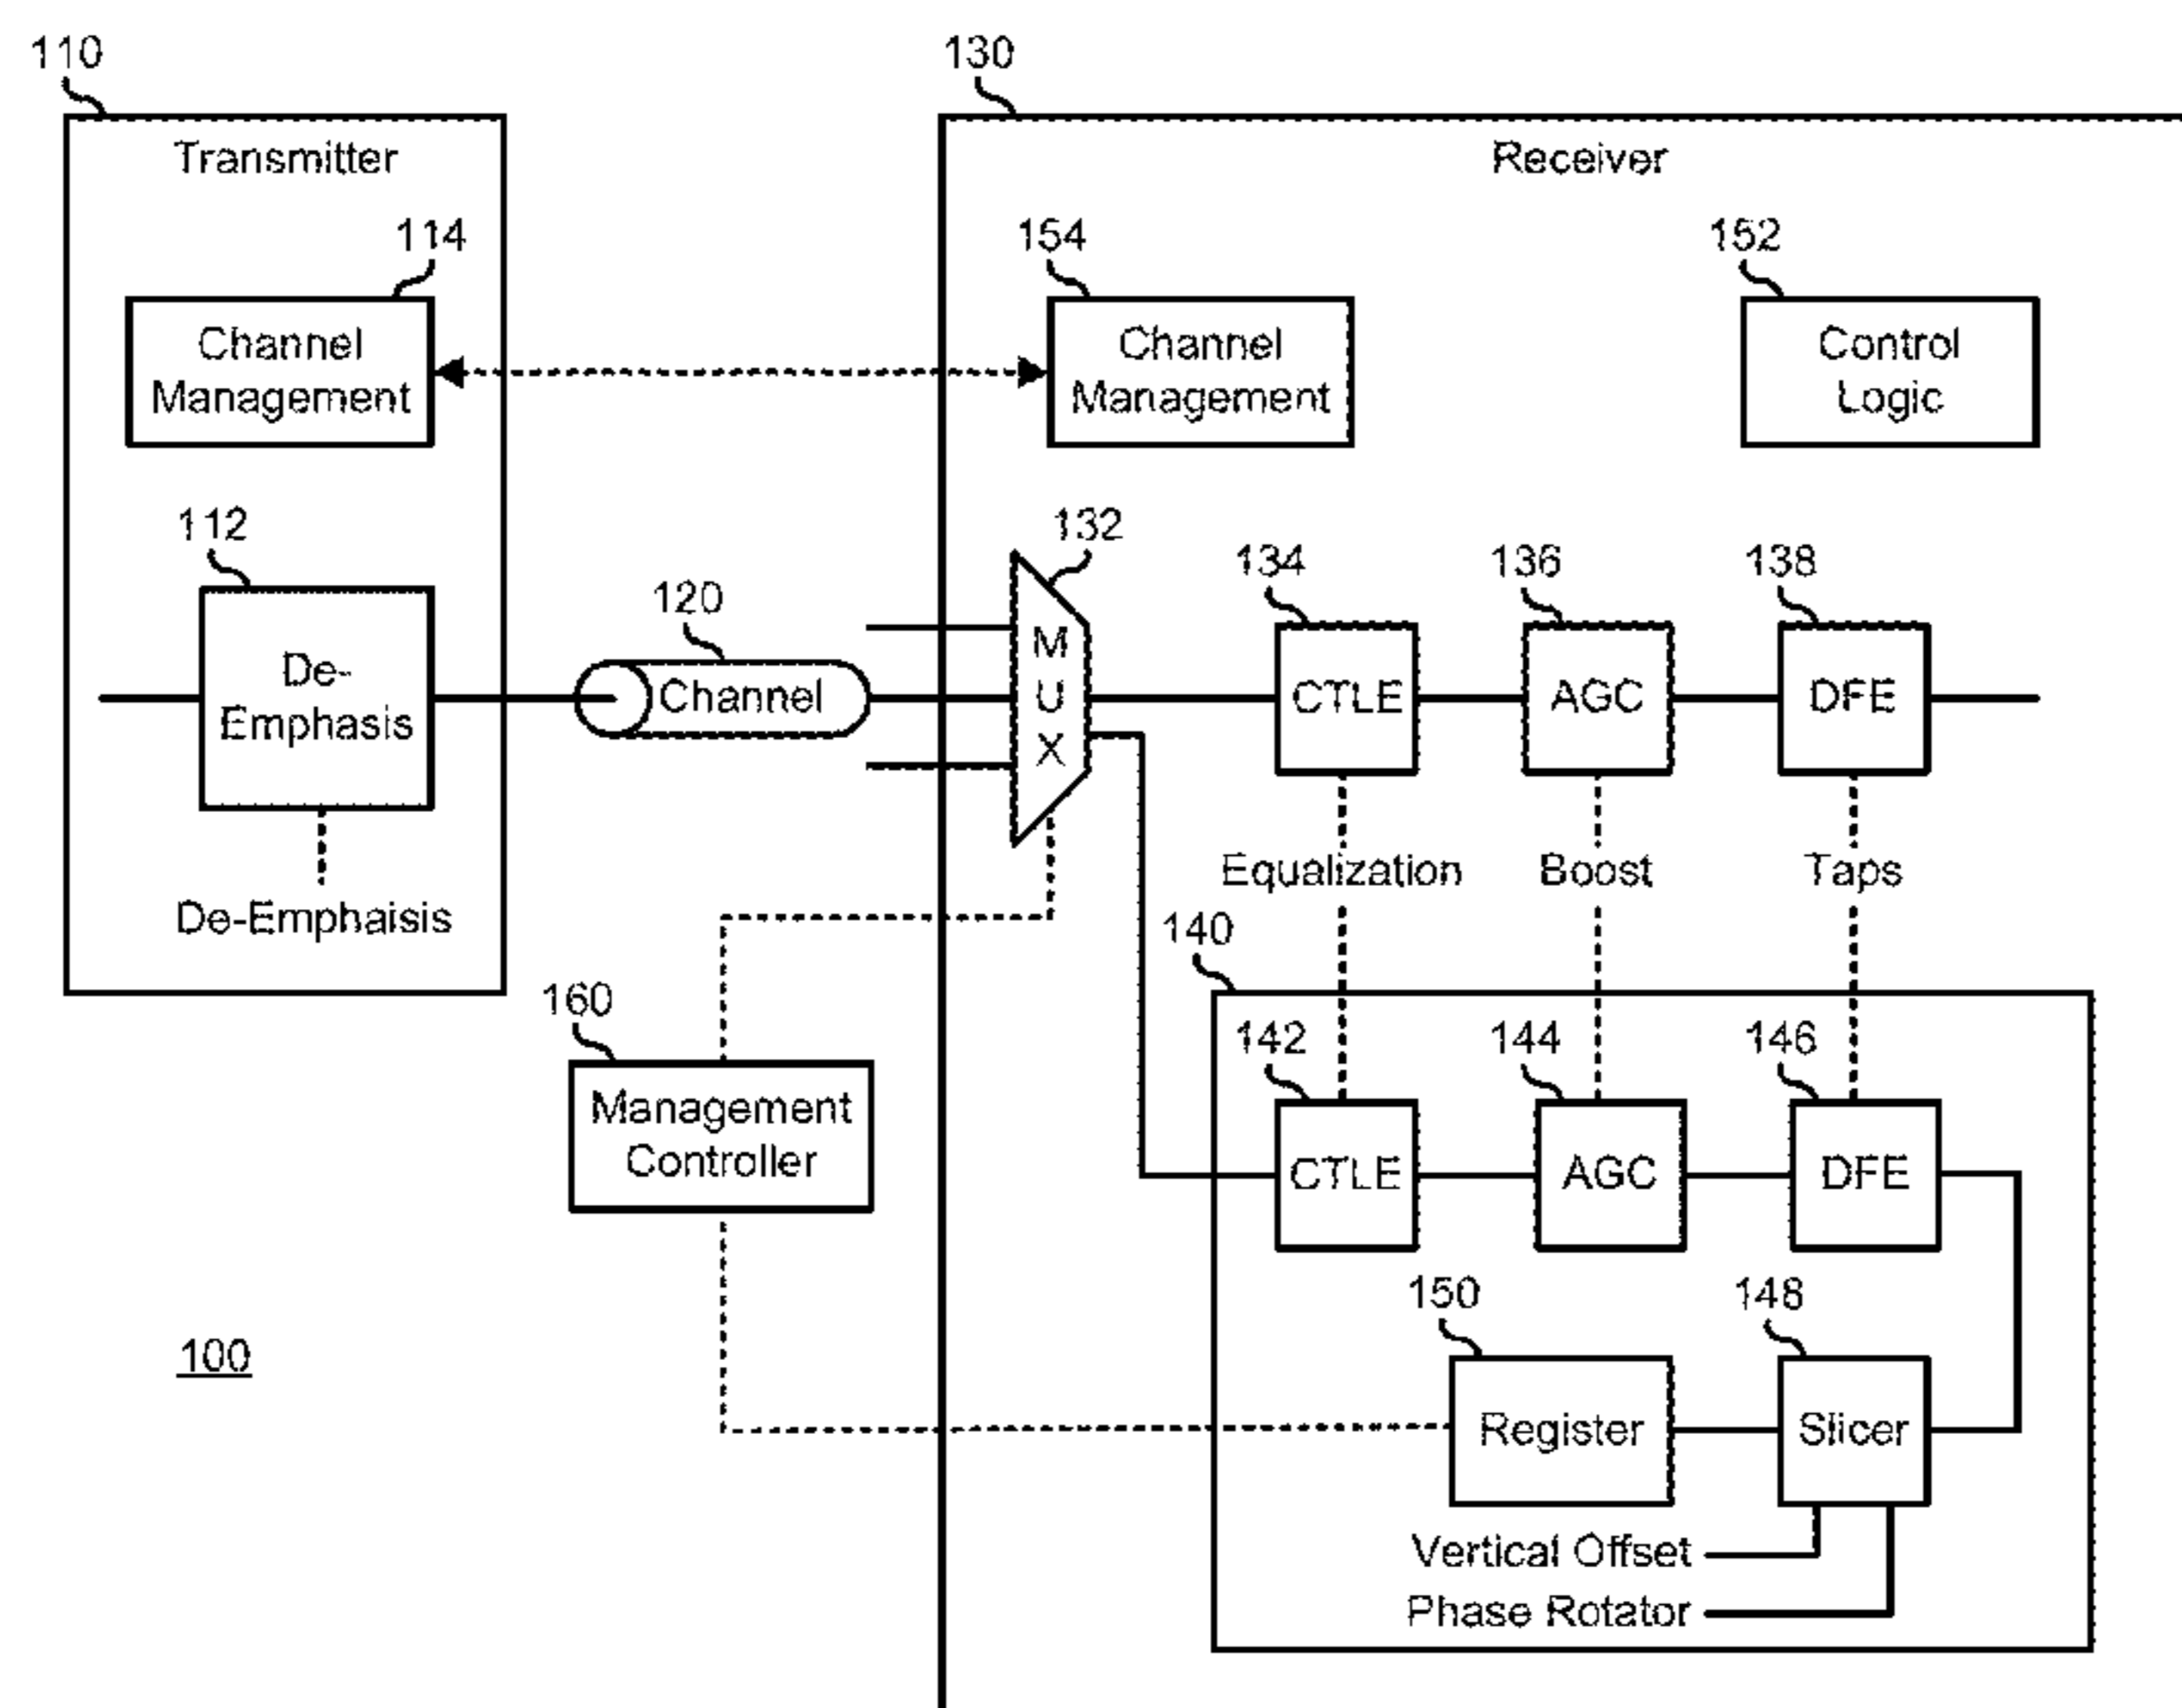 110
130
Transmitter
Receiver
114
154
152
Channel
Management
Channel
Management
Control
Logic
112
132
134
136
138
120
De-
Emphasis
Channel
M
U
X
CTLE
AGC
DFE
Equalization
Boost
Taps
De-Emphaisis
140
160
142
144
146
Management
Controller
CTLE
AGC
DFE
150
148
100
Register
Slicer
Vertical Offset
Phase Rotator